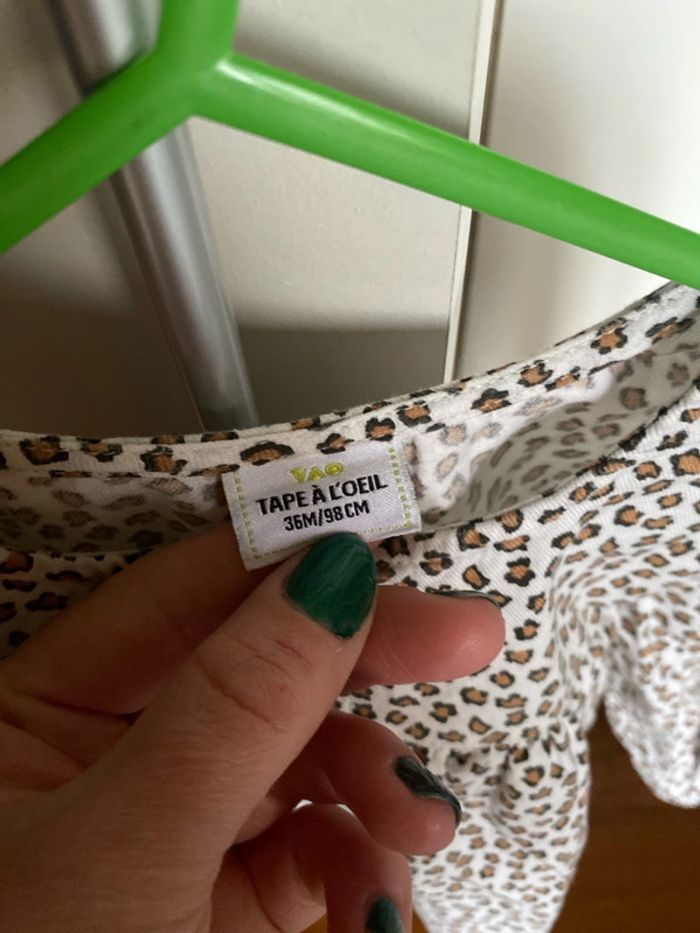 TAO
TAPE À L'OEIL
36M/98CM